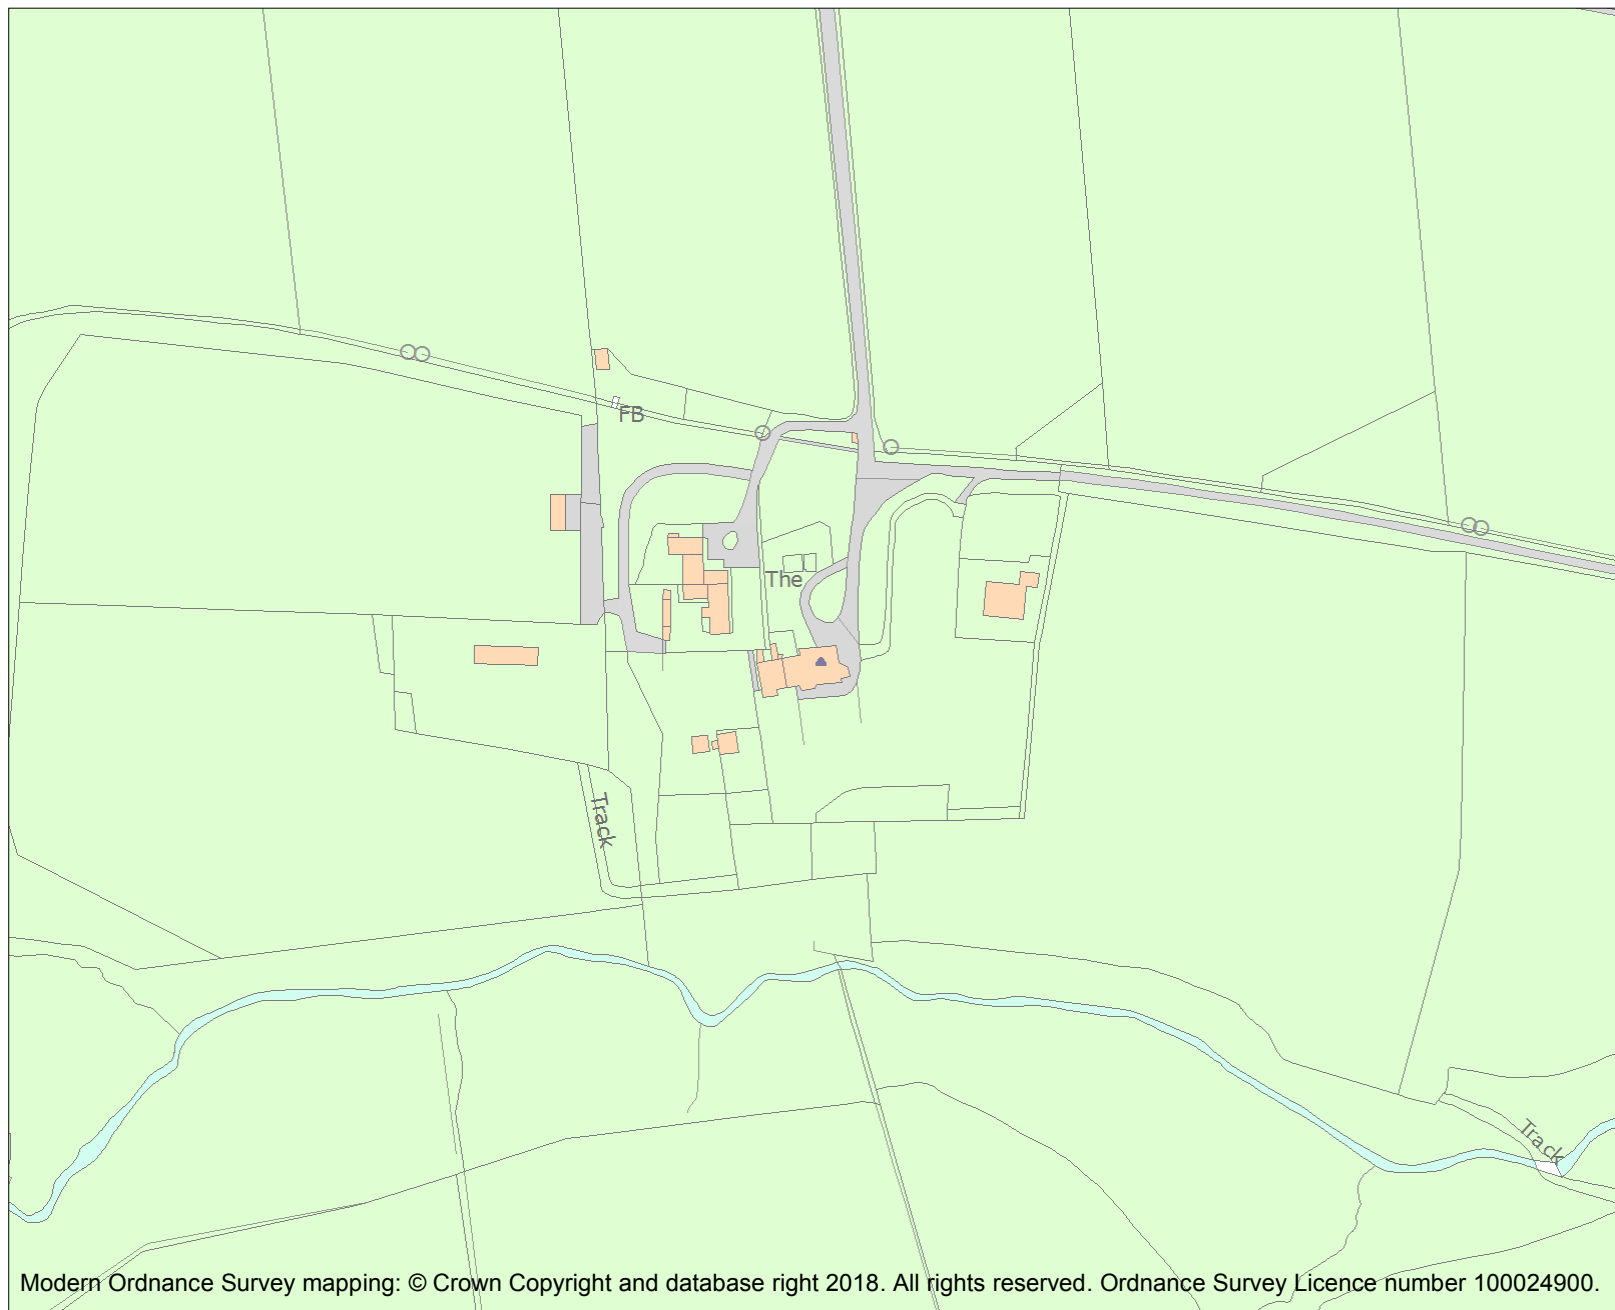 FB
The
Track
Track
Modern Ordnance Survey mapping: © Crown Copyright and database right 2018. All rights reserved. Ordnance Survey Licence number 100024900.